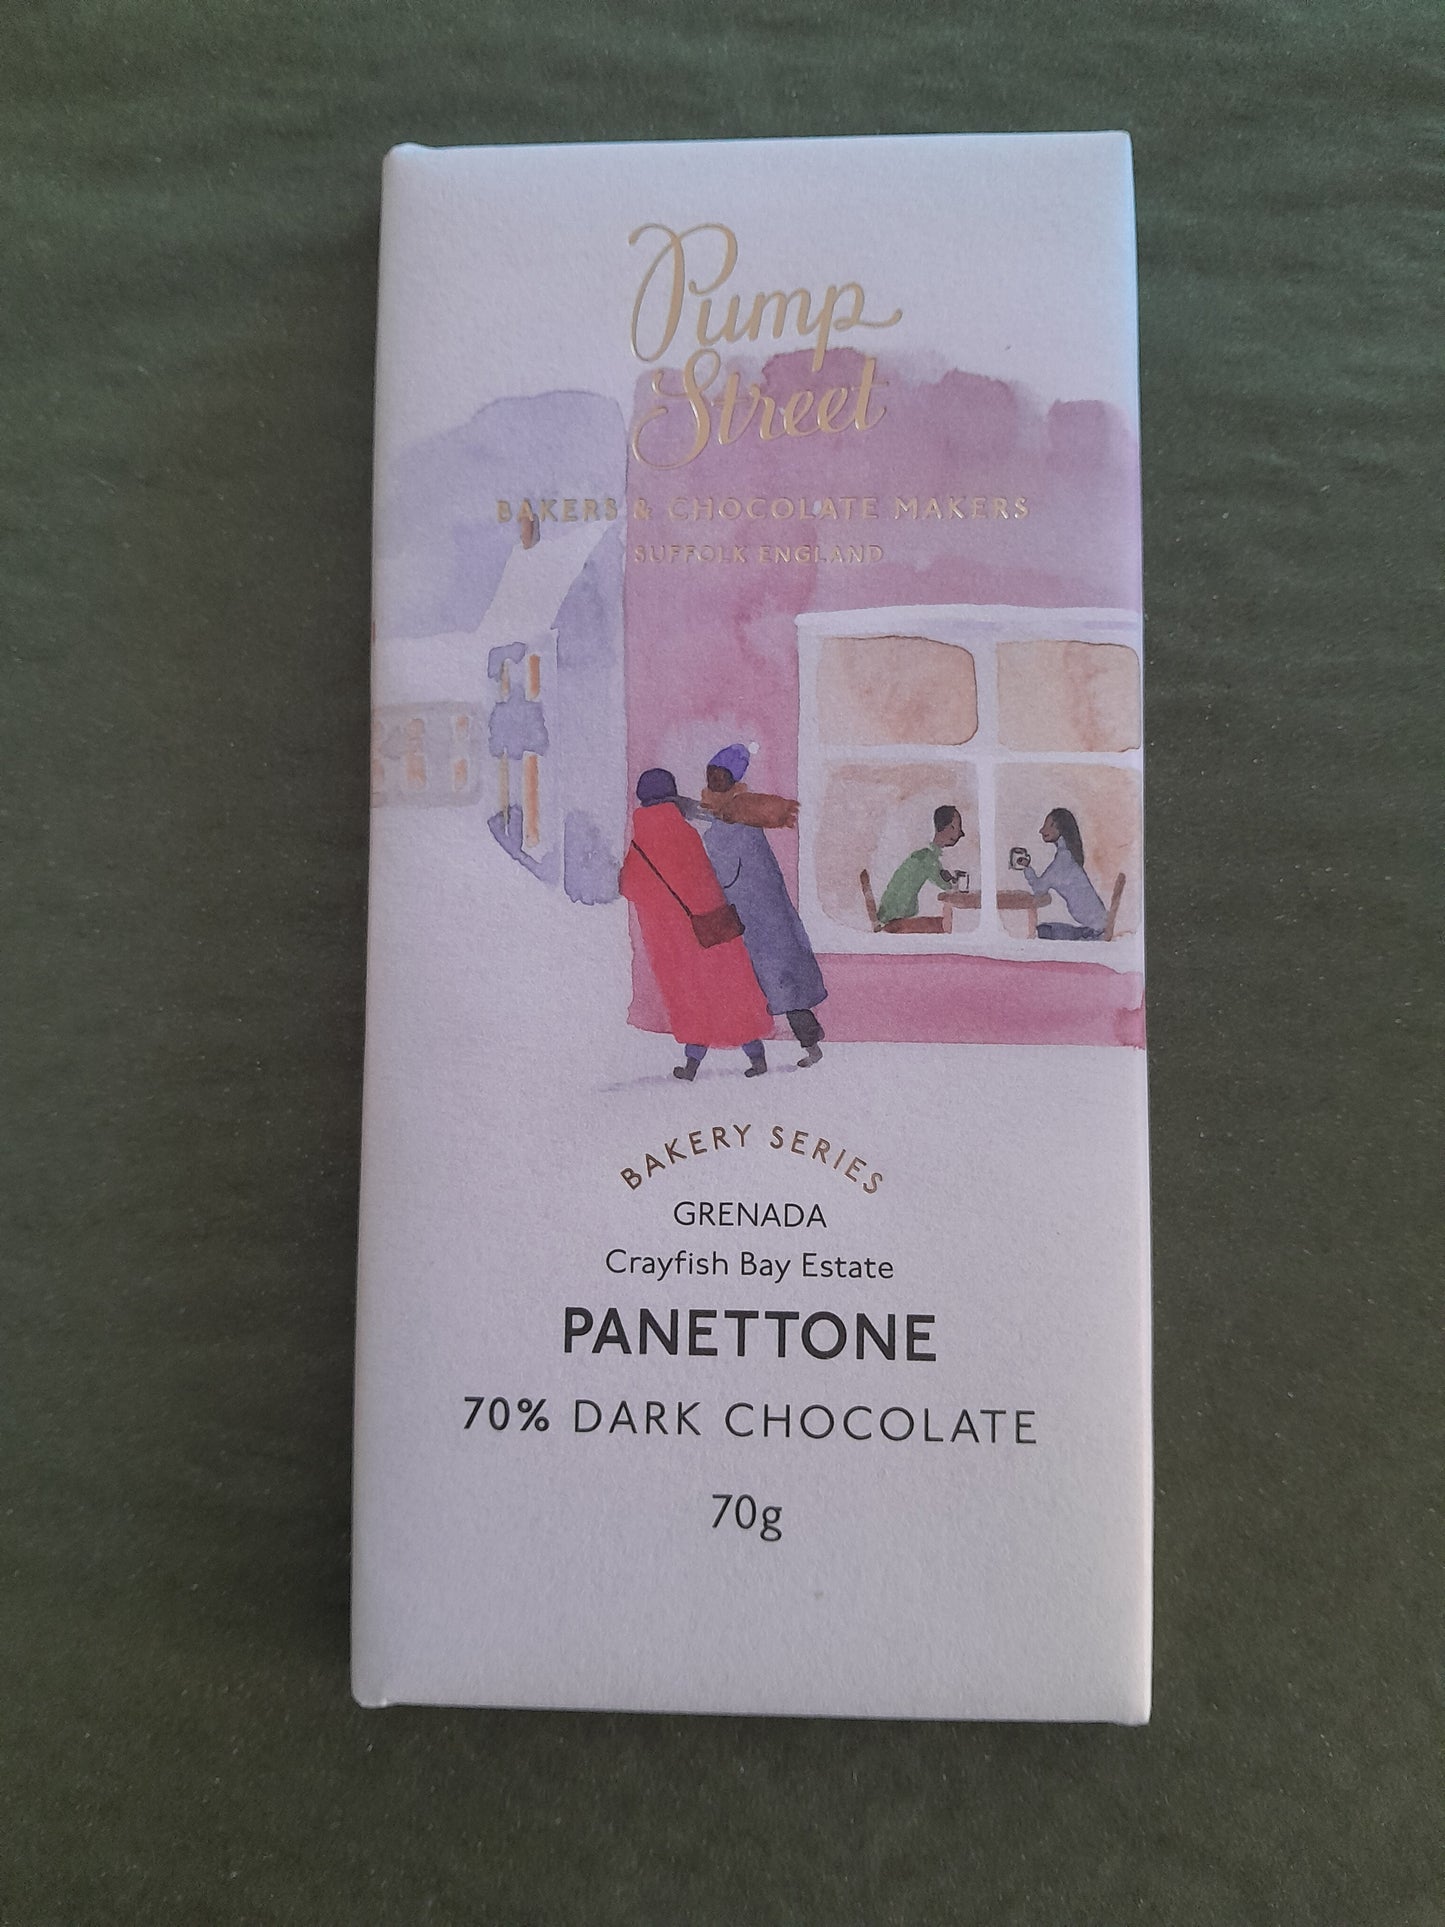 Pump
Street
BAKERS & CHOCOLATE MAKERS
SUFFOLK ENGLAND
BAKERY SERIES
GRENADA
Crayfish Bay Estate
PANETTONE
70% DARK CHOCOLATE
70g